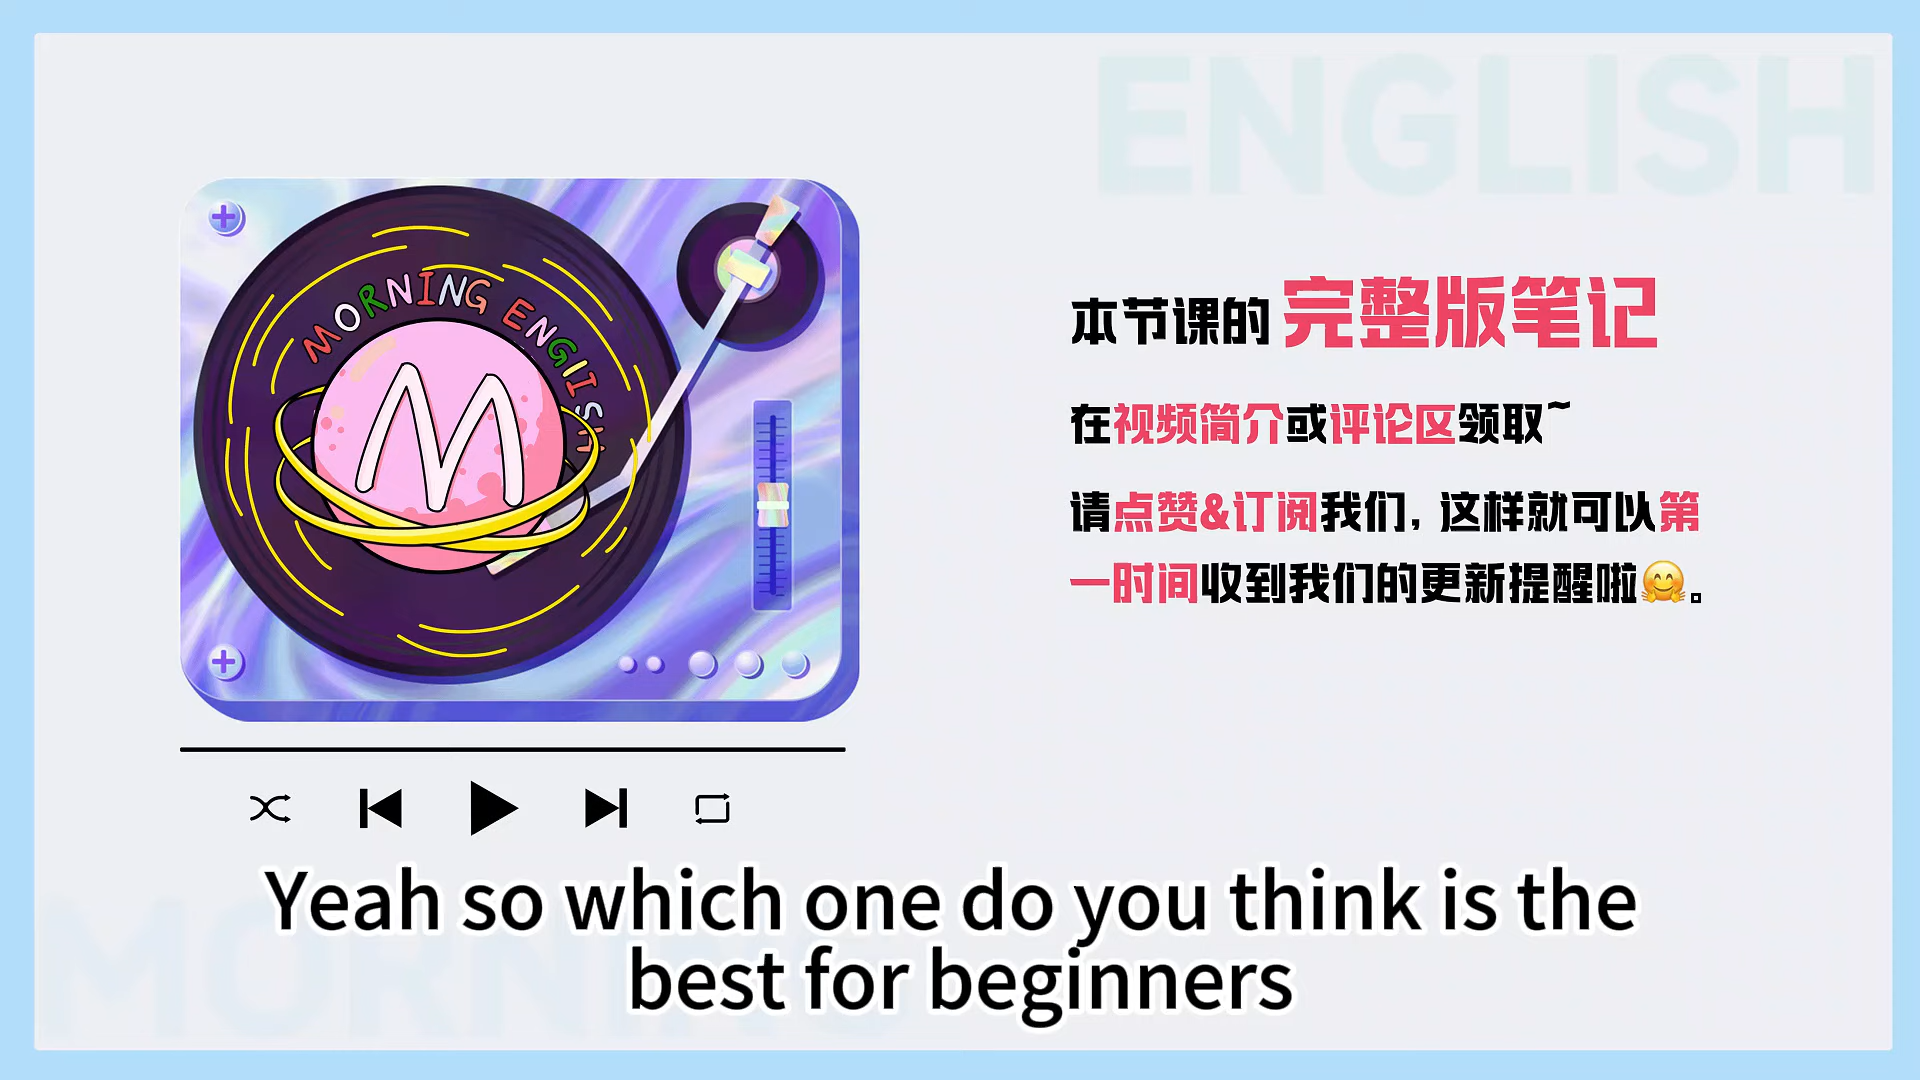 ENGLISH
MORNING ENGLISH
M
本节课的 完整版笔记
在视频简介或评论区领取~
请点赞&订阅我们，这样就可以第
一时间收到我们的更新提醒啦🤗。
MORNING
Yeah so which one do you think is the
best for beginners